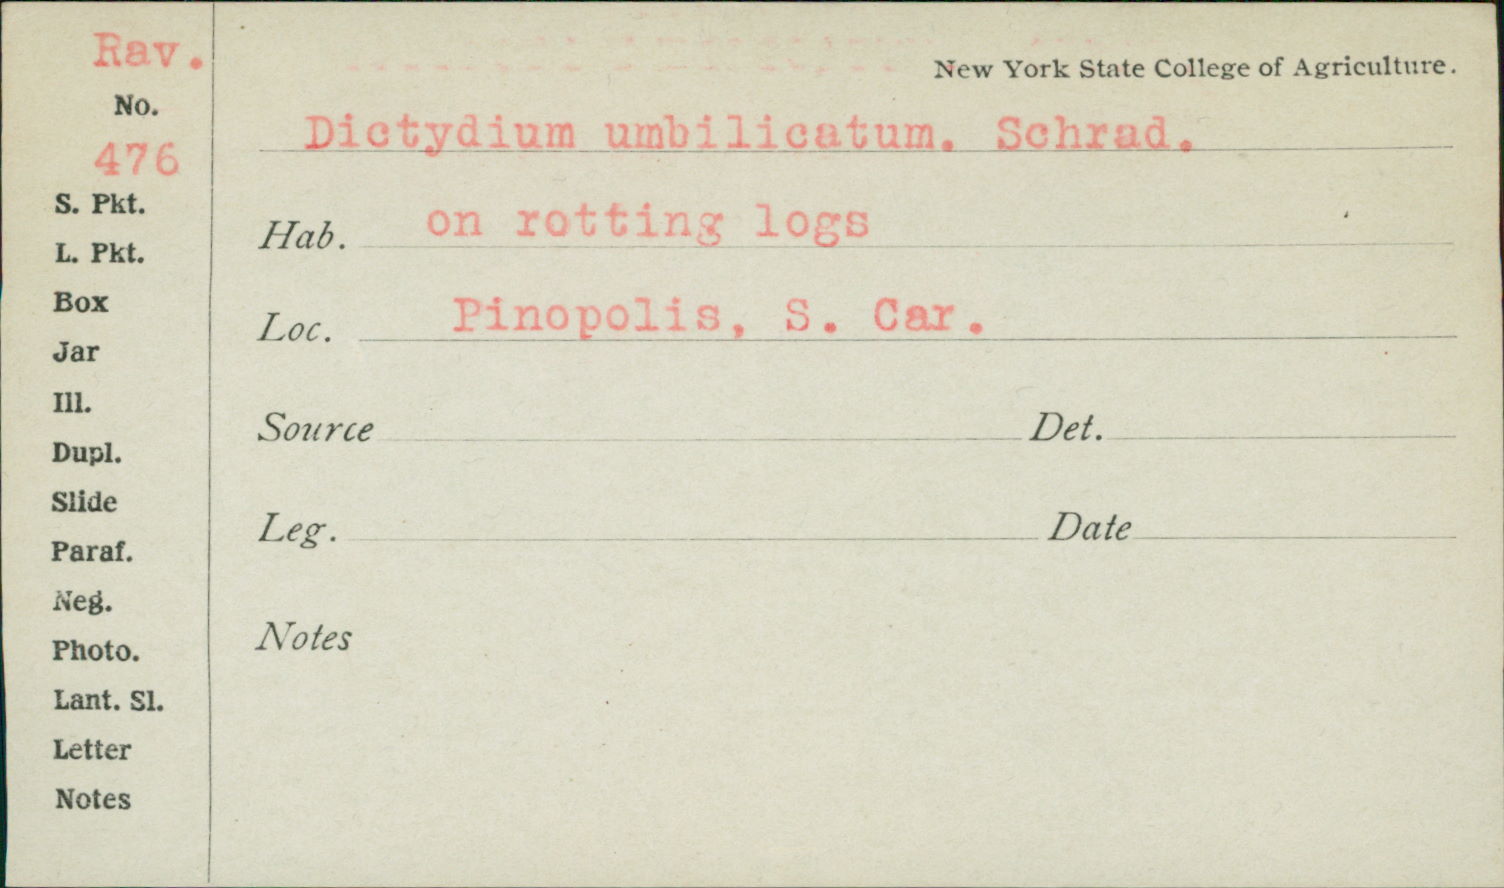 Rav.
No.
476
S. Pkt.
L. Pkt.
Box
Jar
Ill.
Dupl.
Slide
Paraf.
Neg.
Photo.
Lant. Sl.
Letter
Notes
New York State College of Agriculture.
Dictydium umbilicatum. Schrad.
Hab. on rotting logs
Loc. Pinopolis, S. Car.
Source Det.
Leg. Date
Notes